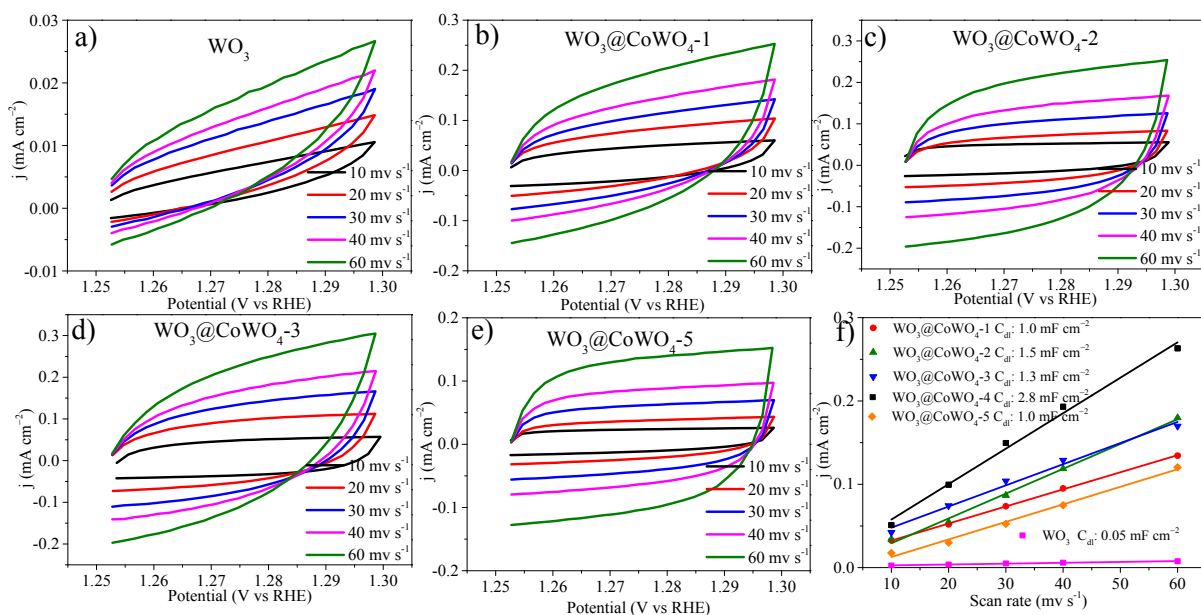 a)
WO₃
j (mA cm⁻²)
0.03
0.02
0.01
0.00
-0.01
10 mv s⁻¹
20 mv s⁻¹
30 mv s⁻¹
40 mv s⁻¹
60 mv s⁻¹
1.25 1.26 1.27 1.28 1.29 1.30
Potential (V vs RHE)
b)
WO₃@CoWO₄-1
j (mA cm⁻²)
0.3
0.2
0.1
0.0
-0.1
-0.2
10 mv s⁻¹
20 mv s⁻¹
30 mv s⁻¹
40 mv s⁻¹
60 mv s⁻¹
1.25 1.26 1.27 1.28 1.29 1.30
Potential (V vs RHE)
c)
WO₃@CoWO₄-2
j (mA cm⁻²)
0.3
0.2
0.1
0.0
-0.1
-0.2
10 mv s⁻¹
20 mv s⁻¹
30 mv s⁻¹
40 mv s⁻¹
60 mv s⁻¹
1.25 1.26 1.27 1.28 1.29 1.30
Potential (V vs RHE)
d)
WO₃@CoWO₄-3
j (mA cm⁻²)
0.3
0.2
0.1
0.0
-0.1
-0.2
10 mv s⁻¹
20 mV s⁻¹
30 mV s⁻¹
40 mV s⁻¹
60 mV s⁻¹
1.25 1.26 1.27 1.28 1.29 1.30
Potential (V vs RHE)
e)
WO₃@CoWO₄-5
j (mA cm⁻²)
0.2
0.1
0.0
-0.1
-0.2
10 mv s⁻¹
20 mV s⁻¹
30 mV s⁻¹
40 mV s⁻¹
60 mV s⁻¹
1.25 1.26 1.27 1.28 1.29 1.30
Potential (V vs RHE)
f)
WO₃@CoWO₄-1 C_dl: 1.0 mF cm⁻²
WO₃@CoWO₄-2 C_dl: 1.5 mF cm⁻²
WO₃@CoWO₄-3 C_dl: 1.3 mF cm⁻²
WO₃@CoWO₄-4 C_dl: 2.8 mF cm⁻²
WO₃@CoWO₄-5 C_dl: 1.0 mF cm⁻²
WO₃ C_dl: 0.05 mF cm⁻²
j (mA cm⁻²)
0.2
0.1
0.0
10 20 30 40 50 60
Scan rate (mv s⁻¹)